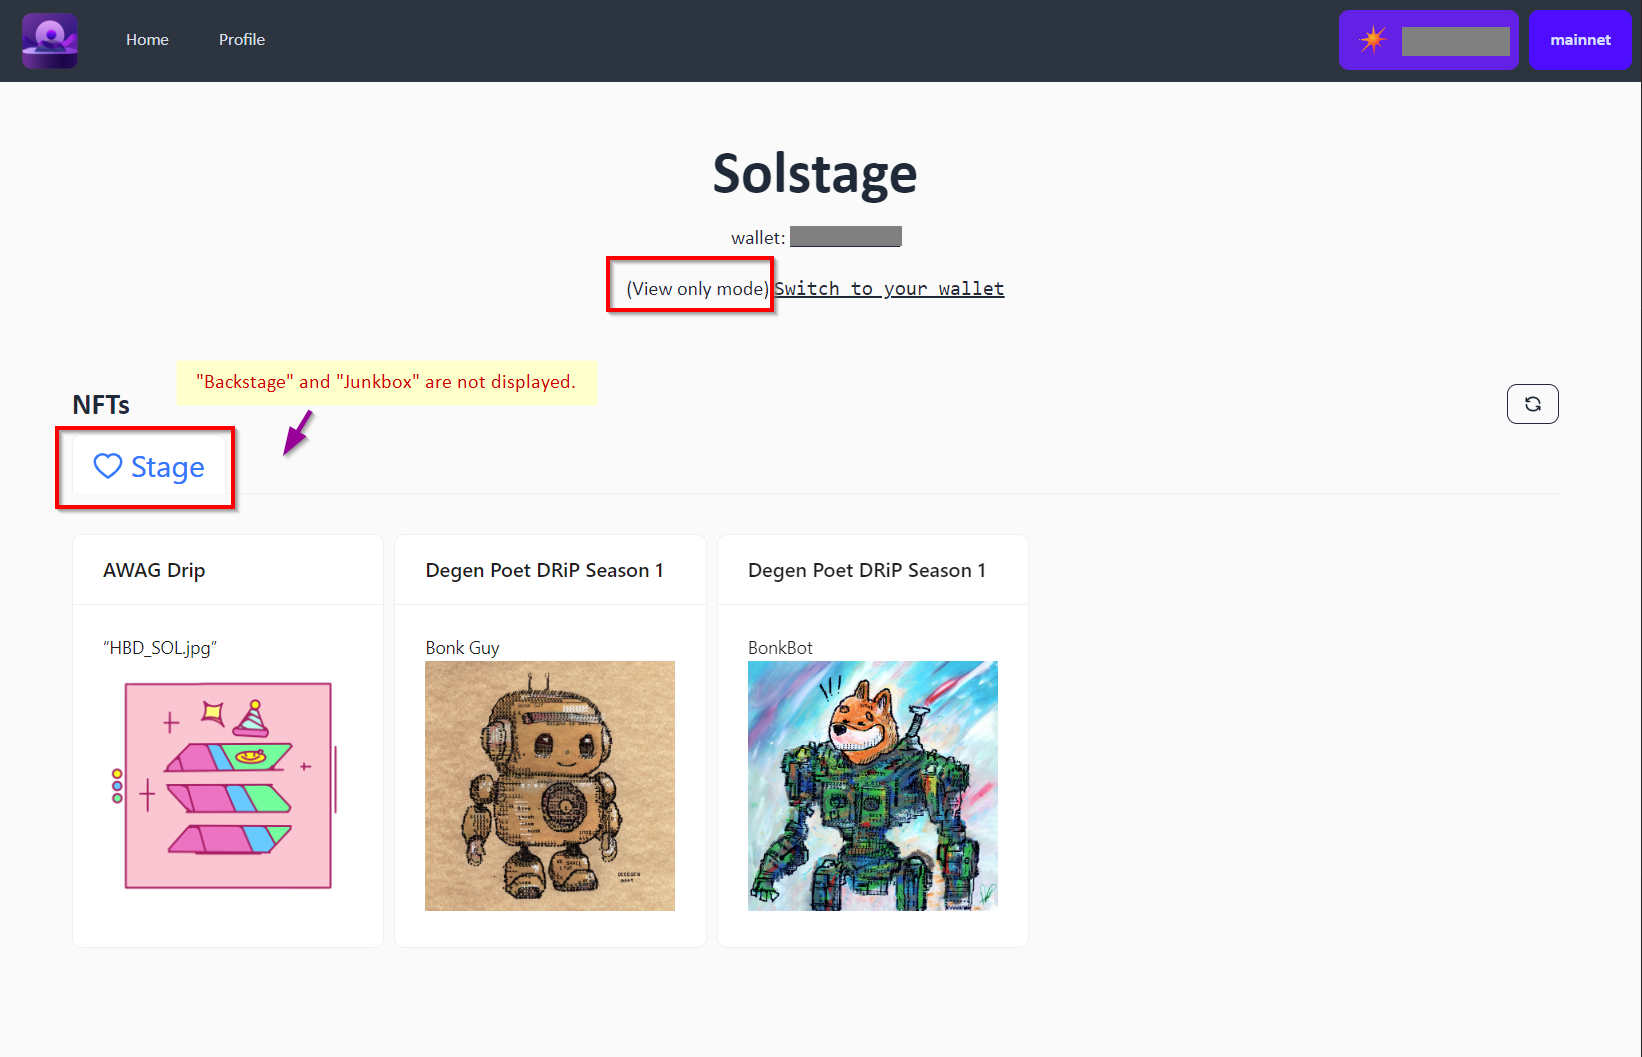 Home Profile mainnet
Solstage
wallet:
(View only mode) Switch to your wallet
"Backstage" and "Junkbox" are not displayed.
NFTs
Stage
AWAG Drip
Degen Poet DRiP Season 1
Degen Poet DRiP Season 1
“HBD_SOL.jpg”
Bonk Guy
BonkBot